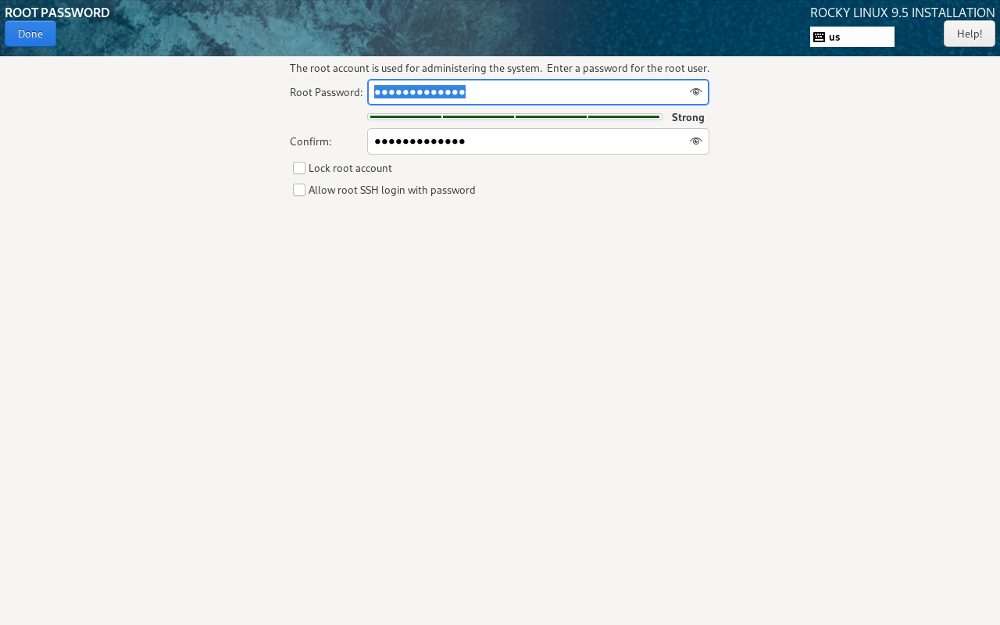 ROOT PASSWORD
ROCKY LINUX 9.5 INSTALLATION
Done
us
Help!
The root account is used for administering the system.  Enter a password for the root user.
Root Password: ●●●●●●●●●●●●●
Strong
Confirm: ●●●●●●●●●●●●●
Lock root account
Allow root SSH login with password